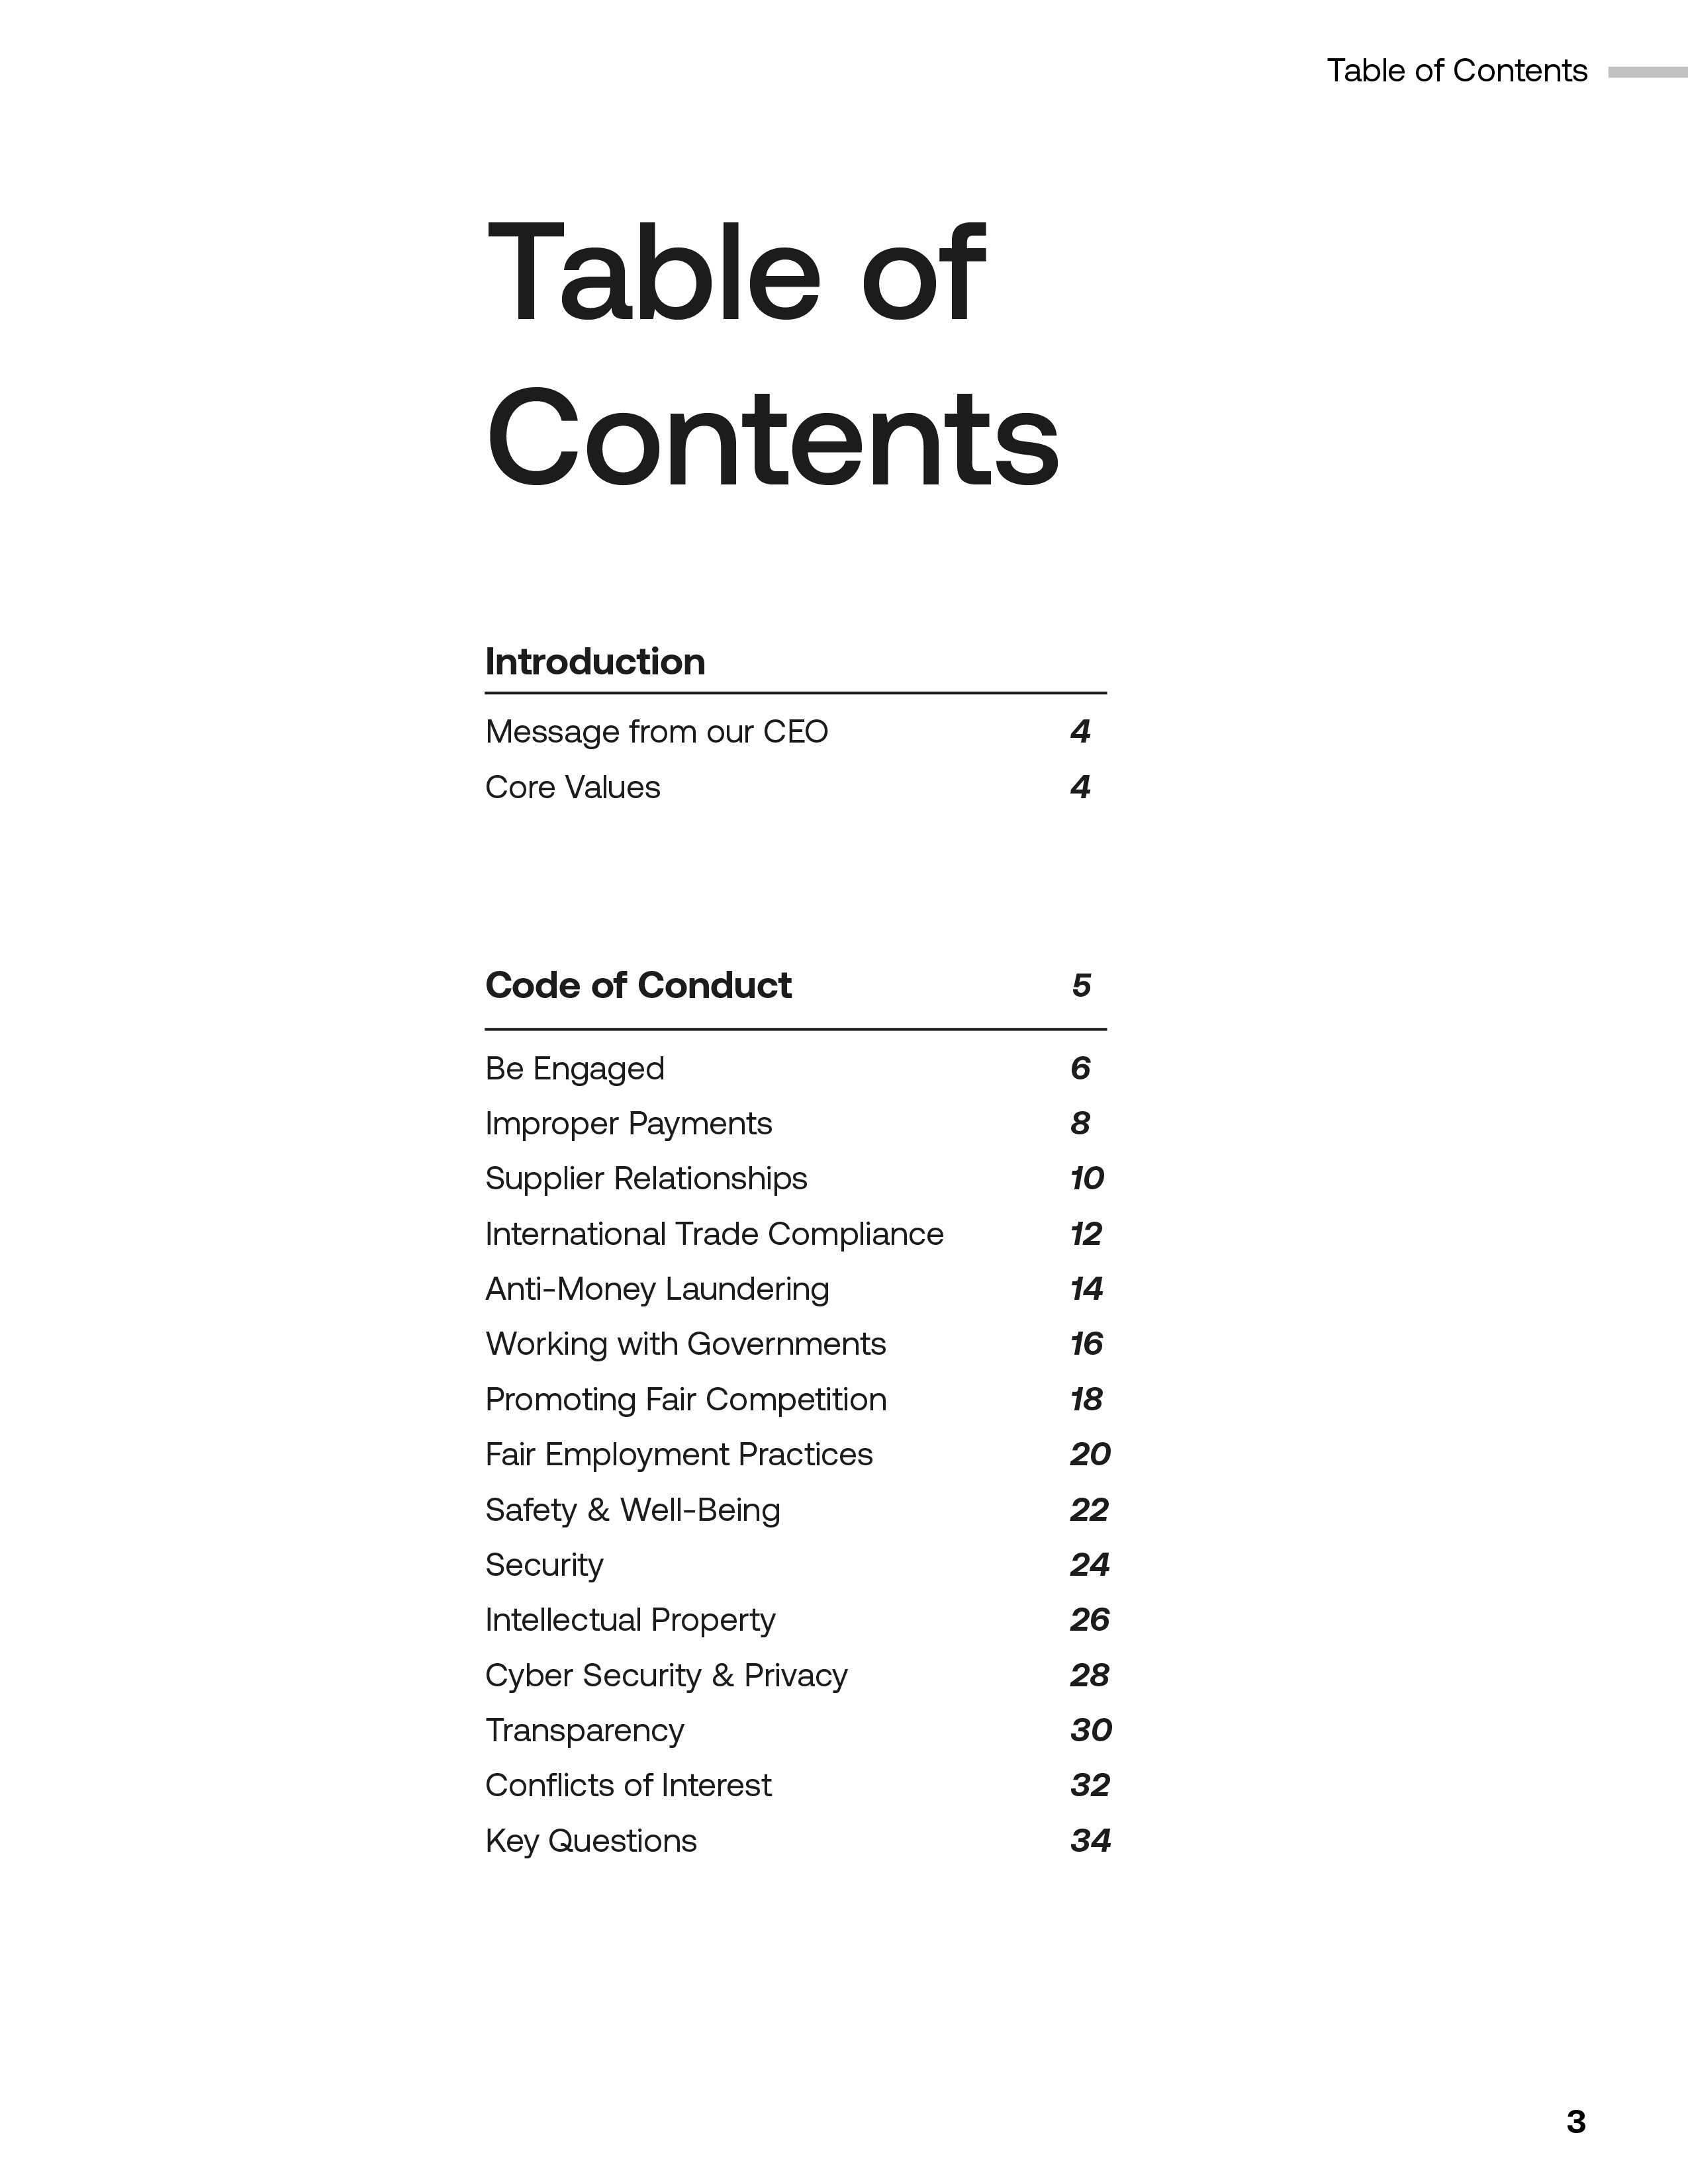 Table of Contents
Table of
Contents
Introduction
Message from our CEO 4
Core Values 4
Code of Conduct 5
Be Engaged 6
Improper Payments 8
Supplier Relationships 10
International Trade Compliance 12
Anti-Money Laundering 14
Working with Governments 16
Promoting Fair Competition 18
Fair Employment Practices 20
Safety & Well-Being 22
Security 24
Intellectual Property 26
Cyber Security & Privacy 28
Transparency 30
Conflicts of Interest 32
Key Questions 34
3